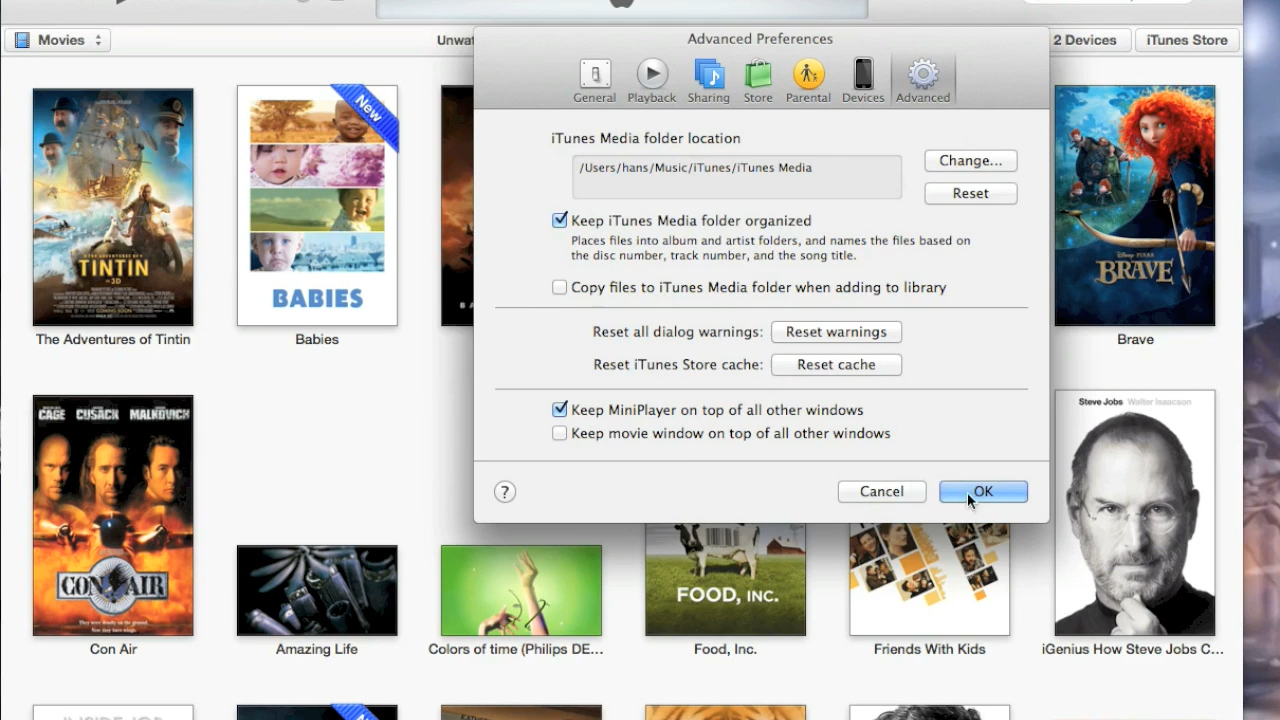 Movies
Unwat
2 Devices
iTunes Store
Advanced Preferences
General
Playback
Sharing
Store
Parental
Devices
Advanced
iTunes Media folder location
/Users/hans/Music/iTunes/iTunes Media
Change...
Reset
Keep iTunes Media folder organized
Places files into album and artist folders, and names the files based on
the disc number, track number, and the song title.
Copy files to iTunes Media folder when adding to library
Reset all dialog warnings:
Reset warnings
Reset iTunes Store cache:
Reset cache
Keep MiniPlayer on top of all other windows
Keep movie window on top of all other windows
?
Cancel
OK
New
TINTIN
IN 3D
BABIES
BRAVE
The Adventures of Tintin
Babies
Brave
CAGE CUSACK MALKOVICH
CON AIR
FOOD, INC.
Steve Jobs Walter Isaacson
Con Air
Amazing Life
Colors of time (Philips DE...
Food, Inc.
Friends With Kids
iGenius How Steve Jobs C...